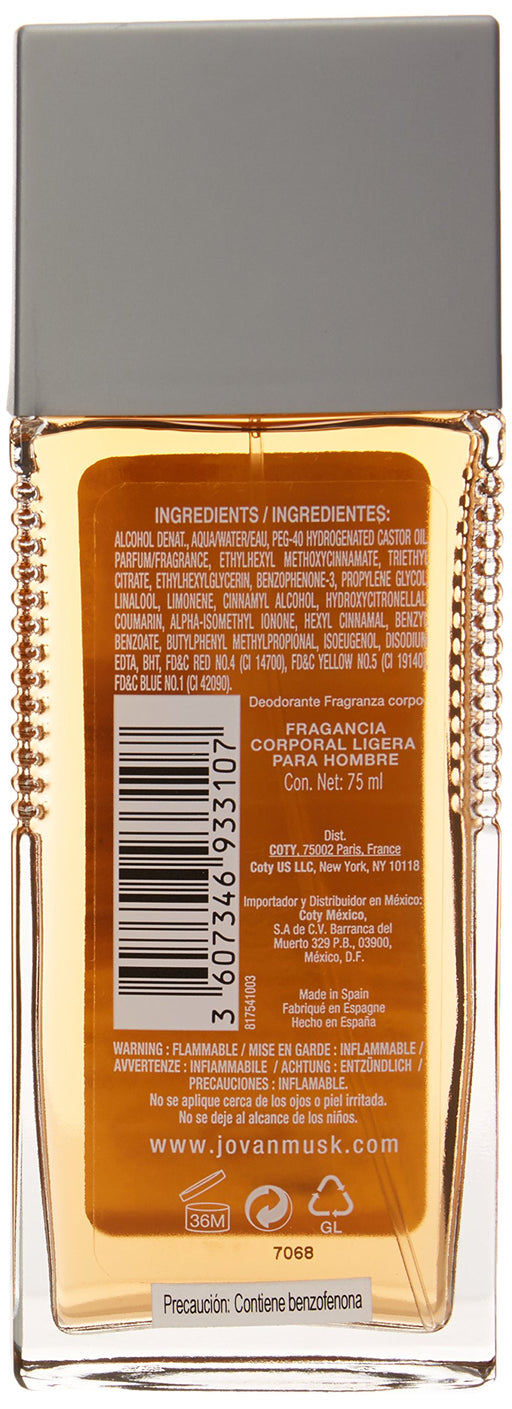 INGREDIENTS / INGREDIENTES:
ALCOHOL DENAT., AQUA/WATER/EAU, PEG-40 HYDROGENATED CASTOR OIL
PARFUM/FRAGRANCE, ETHYLHEXYL METHOXYCINNAMATE, TRIETHYL
CITRATE, ETHYLHEXYLGLYCERIN, BENZOPHENONE-3, PROPYLENE GLYCOL
LINALOOL, LIMONENE, CINNAMYL ALCOHOL, HYDROXYCITRONELLAL
COUMARIN, ALPHA-ISOMETHYL IONONE, HEXYL CINNAMAL, BENZY
BENZOATE, BUTYLPHENYL METHYLPROPIONAL, ISOEUGENOL, DISODIUM
EDTA, BHT, FD&C RED NO.4 (CI 14700), FD&C YELLOW NO.5 (CI 19140)
FD&C BLUE NO.1 (CI 42090).
Deodorante Fragranza corpo
FRAGANCIA
CORPORAL LIGERA
PARA HOMBRE
Con. Net: 75 ml
Dist.
COTY, 75002 Paris, France
Coty US LLC, New York, NY 10118
Importador y Distribuidor en México:
Coty México,
S.A de C.V. Barranca del
Muerto 329 P.B., 03900,
México, D.F.
Made in Spain
Fabriqué en Espagne
Hecho en España
3 607346 933107
817541003
WARNING : FLAMMABLE / MISE EN GARDE : INFLAMMABLE /
AVVERTENZE : INFIAMMABILE / ACHTUNG : ENTZÜNDLICH /
PRECAUCIONES : INFLAMABLE.
No se aplique cerca de los ojos o piel irritada.
No se deje al alcance de los niños.
www.jovanmusk.com
36M
GL
7068
Precaución: Contiene benzofenona